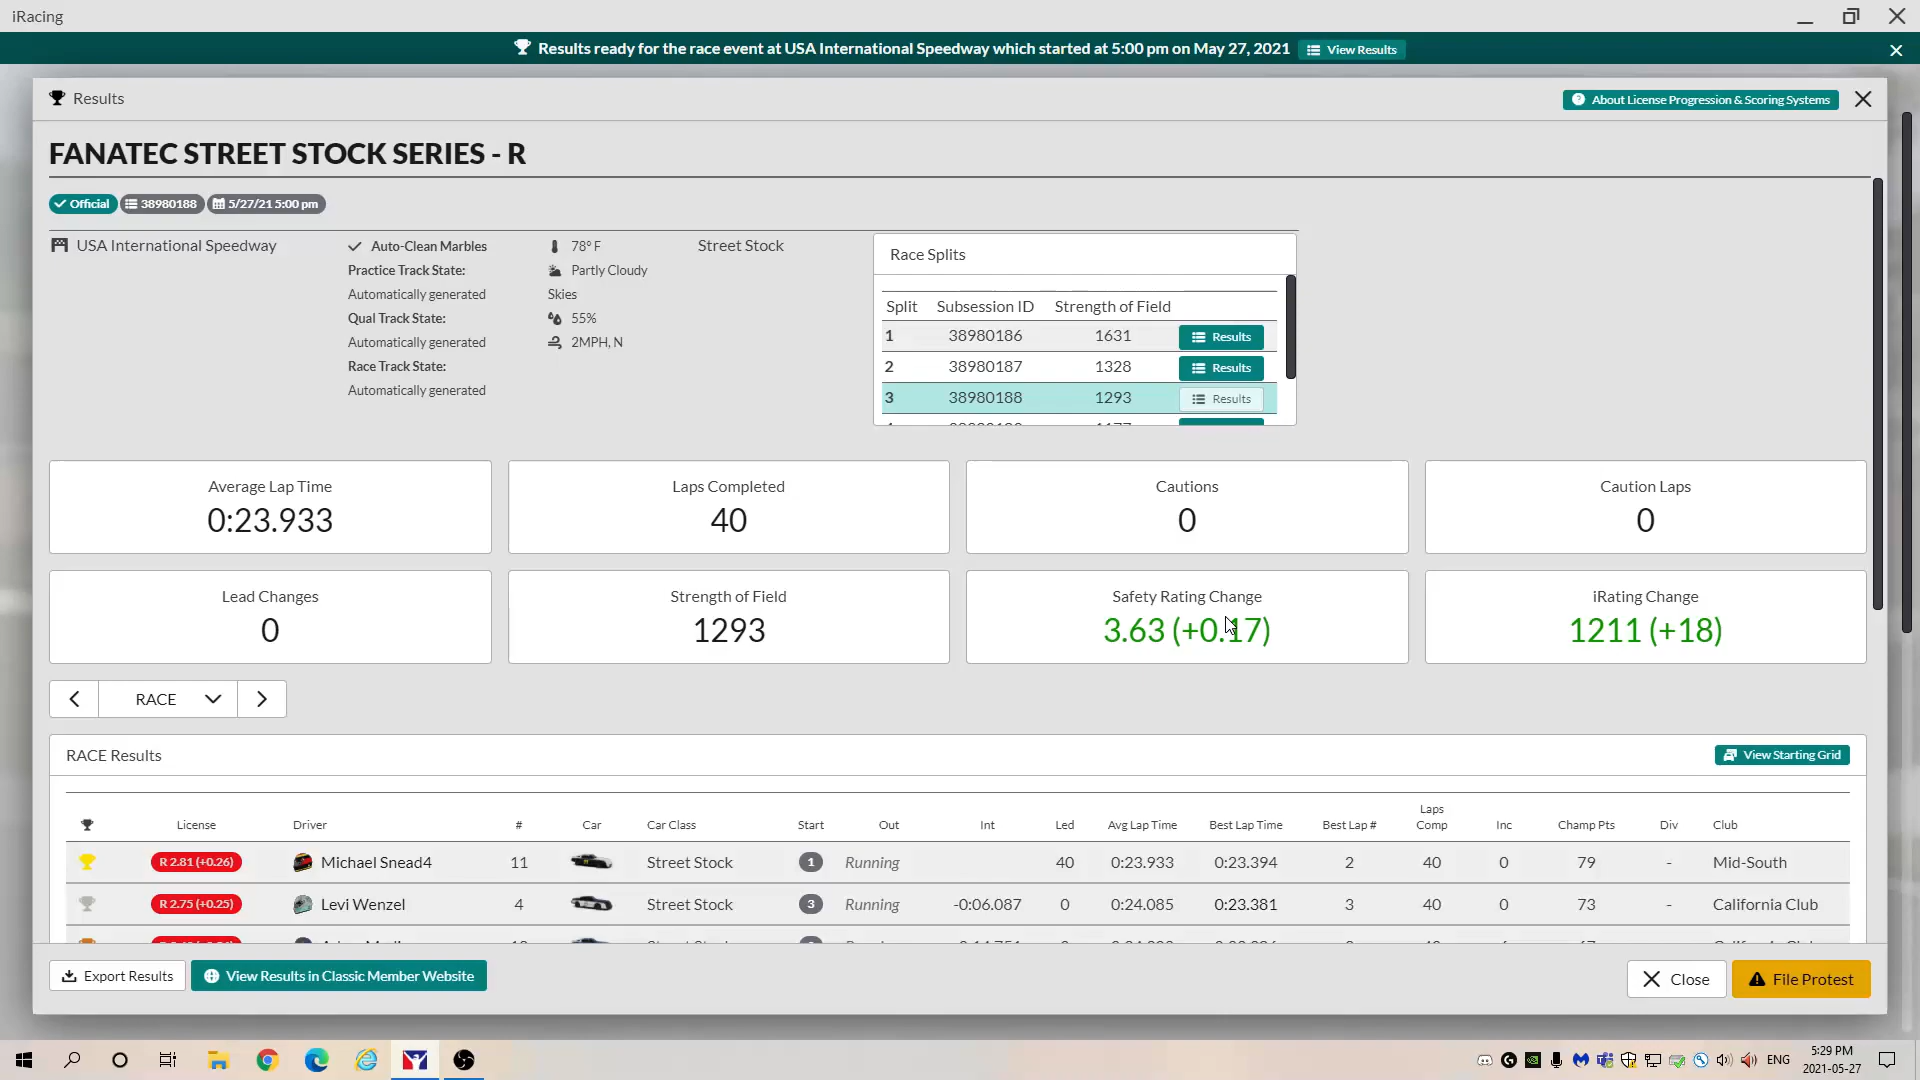 iRacing
Results ready for the race event at USA International Speedway which started at 5:00 pm on May 27, 2021 View Results
Results
About License Progression & Scoring Systems
FANATEC STREET STOCK SERIES - R
Official 38980188 5/27/21 5:00 pm
USA International Speedway
Auto-Clean Marbles
Practice Track State:
Automatically generated
Qual Track State:
Automatically generated
Race Track State:
Automatically generated
78° F
Partly Cloudy
Skies
55%
2MPH, N
Street Stock
Race Splits
Split Subsession ID Strength of Field
1 38980186 1631 Results
2 38980187 1328 Results
3 38980188 1293 Results
Average Lap Time
0:23.933
Laps Completed
40
Cautions
0
Caution Laps
0
Lead Changes
0
Strength of Field
1293
Safety Rating Change
3.63 (+0.17)
iRating Change
1211 (+18)
RACE
RACE Results
View Starting Grid
License Driver # Car Car Class Start Out Int Led Avg Lap Time Best Lap Time Best Lap # Laps Comp Inc Champ Pts Div Club
R 2.81 (+0.26) Michael Snead4 11 Street Stock 1 Running 40 0:23.933 0:23.394 2 40 0 79 - Mid-South
R 2.75 (+0.25) Levi Wenzel 4 Street Stock 3 Running -0:06.087 0 0:24.085 0:23.381 3 40 0 73 - California Club
Export Results
View Results in Classic Member Website
Close
File Protest
ENG
5:29 PM
2021-05-27